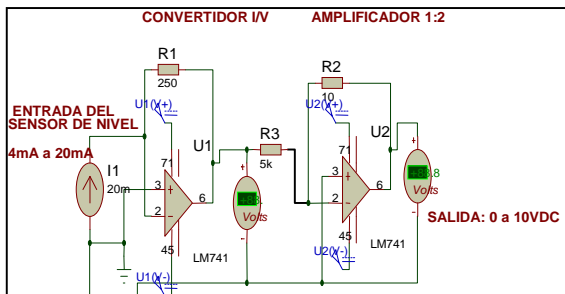 CONVERTIDOR I/V
AMPLIFICADOR 1:2
R1
250
R2
10
U1(V+)
U2(V+)
ENTRADA DEL
SENSOR DE NIVEL
4mA a 20mA
U1
R3
5k
U2
I1
20m
71
3
2
6
45
LM741
Volts
71
3
2
6
45
LM741
Volts
SALIDA: 0 a 10VDC
U1(V-)
U2(V-)